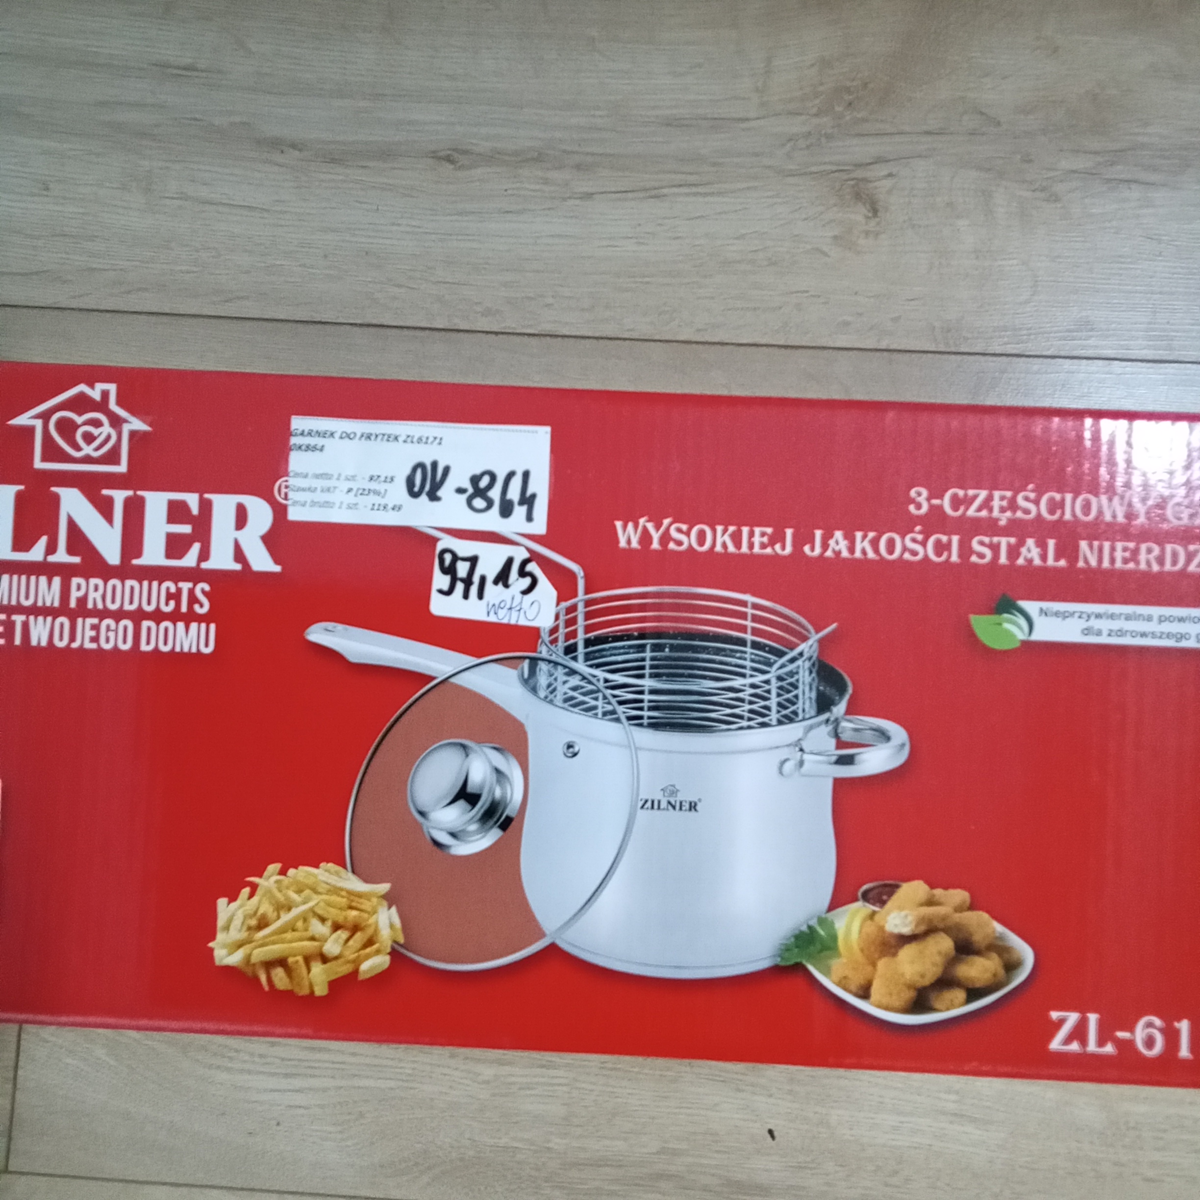 LNER
MIUM PRODUCTS
E TWOJEGO DOMU
GARNEK DO FRYTEK ZL6171
OK864
Cena netto 1 szt. - 97,15
Stawka VAT - P [23%]
Cena brutto 1 szt. - 119,49
OK-864
97,15
netto
3-CZĘŚCIOWY G
WYSOKIEJ JAKOŚCI STAL NIERDZ
Nieprzywieralna powło
dla zdrowszego g
ZILNER
ZL-61